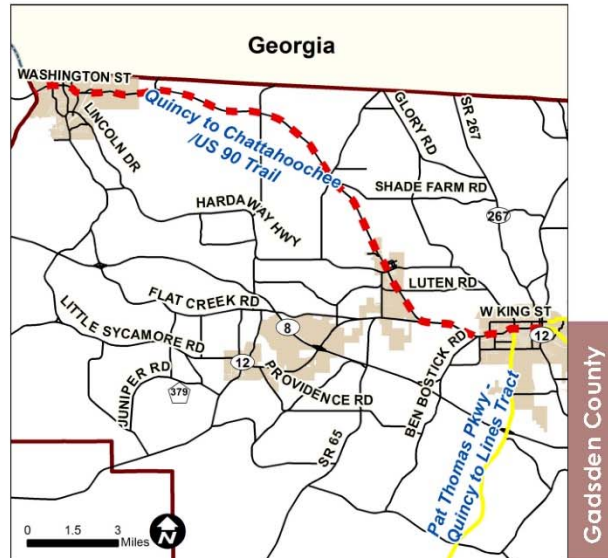 Georgia
WASHINGTON ST
LINCOLN DR
Quincy to Chattahoochee
/US 90 Trail
GLORY RD
SR 267
SHADE FARM RD
HARDAWAY HWY
267
LUTEN RD
FLAT CREEK RD
W KING ST
LITTLE SYCAMORE RD
8
12
12
BEN BOSTICK RD
PROVIDENCE RD
JUNIPER RD
379
SR 65
Pat Thomas Pkwy -
Quincy to Lines Tract
Gadsden County
0 1.5 3
Miles
N